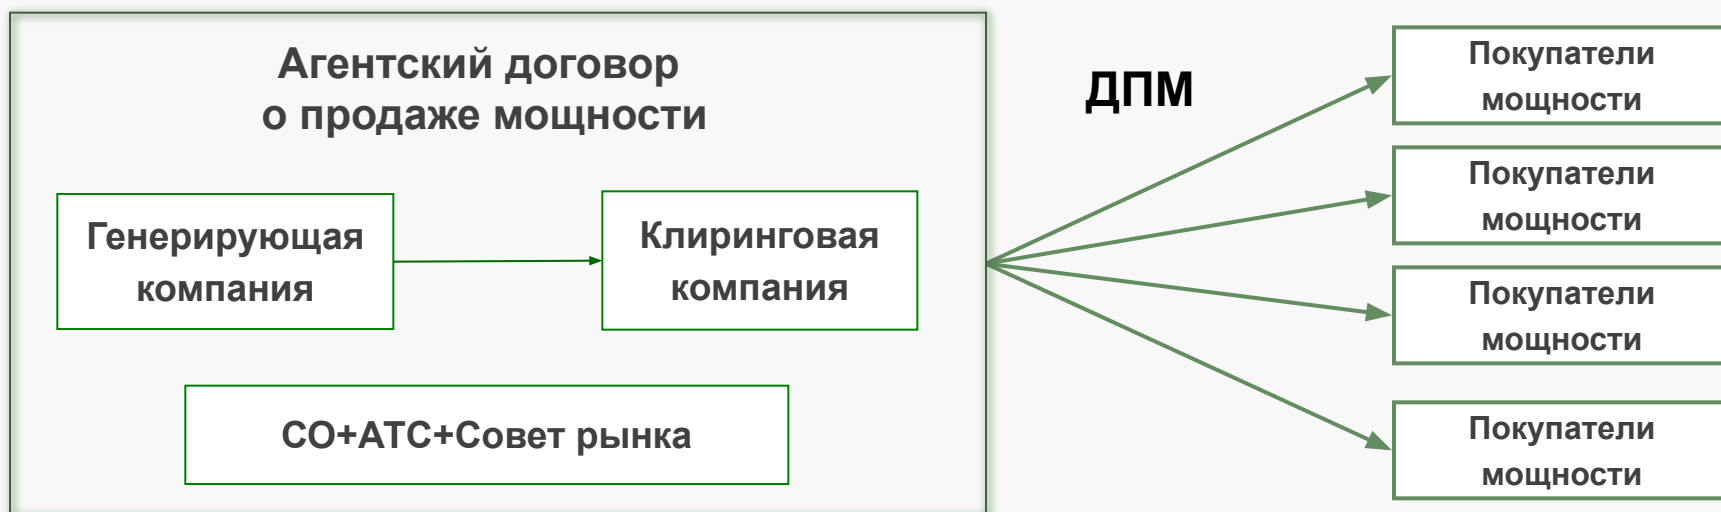 Агентский договор
о продаже мощности
Генерирующая
компания
Клиринговая
компания
СО+АТС+Совет рынка
ДПМ
Покупатели
мощности
Покупатели
мощности
Покупатели
мощности
Покупатели
мощности